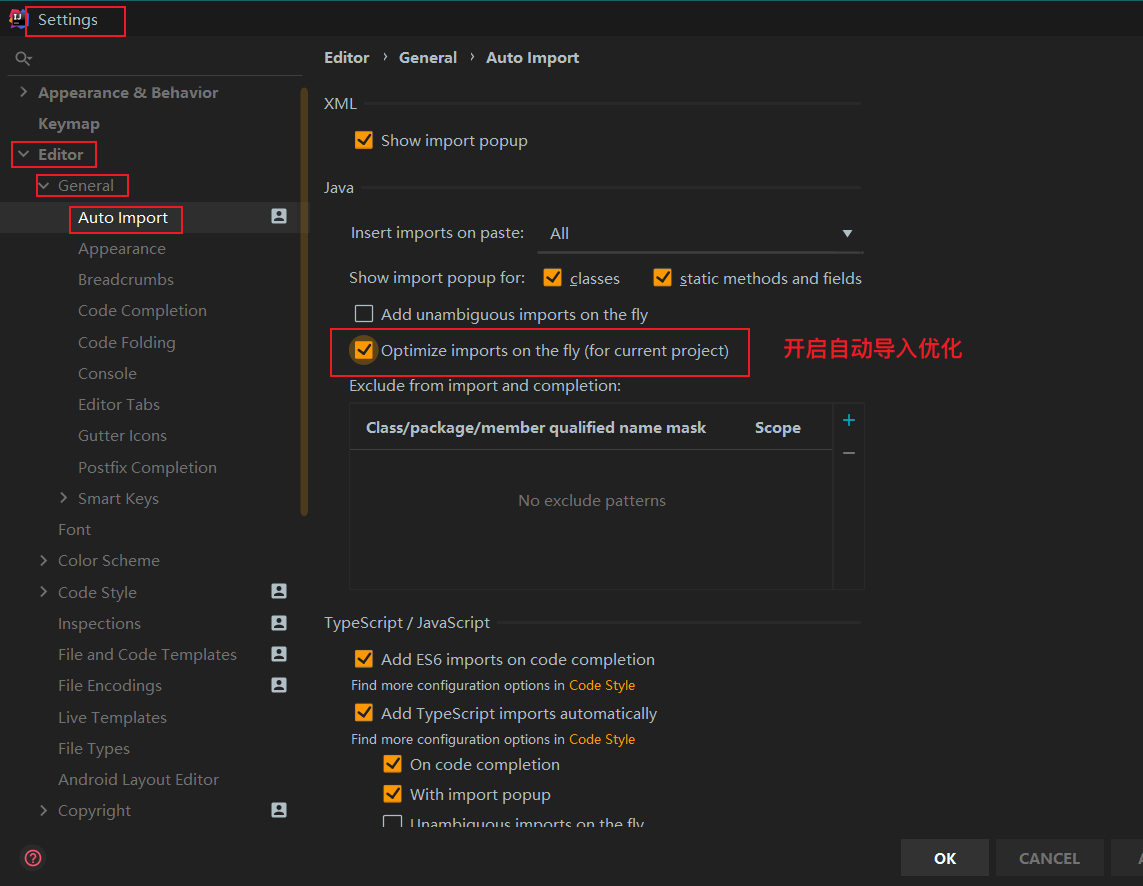 Settings
Appearance & Behavior
Keymap
Editor
General
Auto Import
Appearance
Breadcrumbs
Code Completion
Code Folding
Console
Editor Tabs
Gutter Icons
Postfix Completion
Smart Keys
Font
Color Scheme
Code Style
Inspections
File and Code Templates
File Encodings
Live Templates
File Types
Android Layout Editor
Copyright
Editor › General › Auto Import
XML
Show import popup
Java
Insert imports on paste: All
Show import popup for: classes static methods and fields
Add unambiguous imports on the fly
Optimize imports on the fly (for current project) 开启自动导入优化
Exclude from import and completion:
Class/package/member qualified name mask Scope
No exclude patterns
TypeScript / JavaScript
Add ES6 imports on code completion
Find more configuration options in Code Style
Add TypeScript imports automatically
Find more configuration options in Code Style
On code completion
With import popup
Unambiguous imports on the fly
OK CANCEL